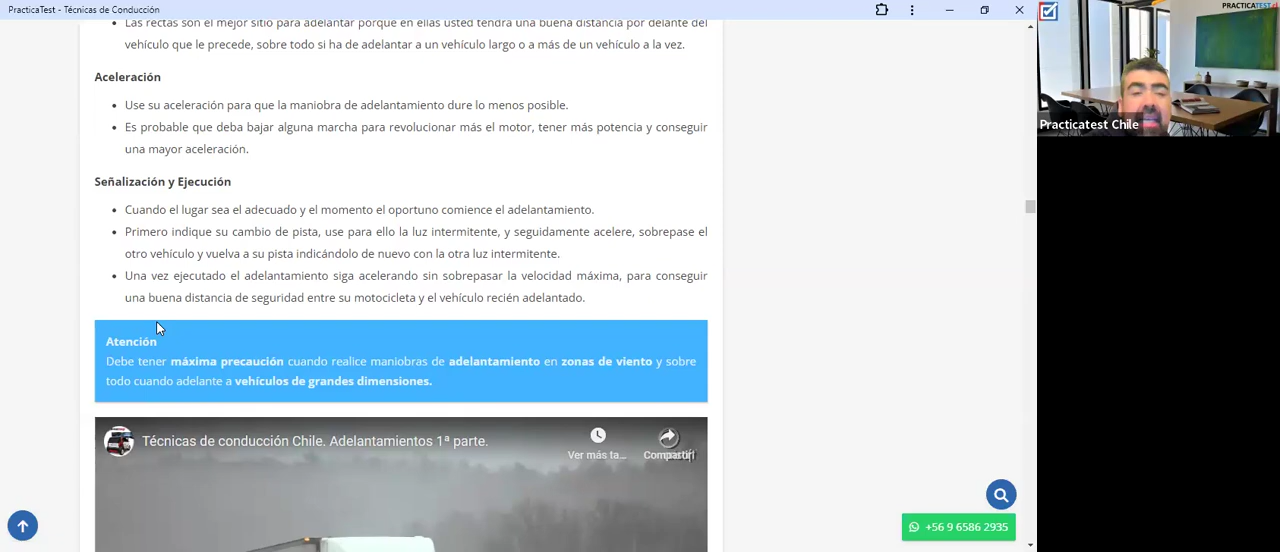 PracticaTest - Técnicas de Conducción
Las rectas son el mejor sitio para adelantar porque en ellas usted tendrá una buena distancia por delante del
vehículo que le precede, sobre todo si ha de adelantar a un vehículo largo o a más de un vehículo a la vez.
Aceleración
Use su aceleración para que la maniobra de adelantamiento dure lo menos posible.
Es probable que deba bajar alguna marcha para revolucionar más el motor, tener más potencia y conseguir
una mayor aceleración.
Señalización y Ejecución
Cuando el lugar sea el adecuado y el momento el oportuno comience el adelantamiento.
Primero indique su cambio de pista, use para ello la luz intermitente, y seguidamente acelere, sobrepase el
otro vehículo y vuelva a su pista indicándolo de nuevo con la otra luz intermitente.
Una vez ejecutado el adelantamiento siga acelerando sin sobrepasar la velocidad máxima, para conseguir
una buena distancia de seguridad entre su motocicleta y el vehículo recién adelantado.
Atención
Debe tener máxima precaución cuando realice maniobras de adelantamiento en zonas de viento y sobre
todo cuando adelante a vehículos de grandes dimensiones.
Técnicas de conducción Chile. Adelantamientos 1ª parte.
Ver más ta...
Compartir
+56 9 6586 2935
PRACTICATEST.cl
Practicatest Chile